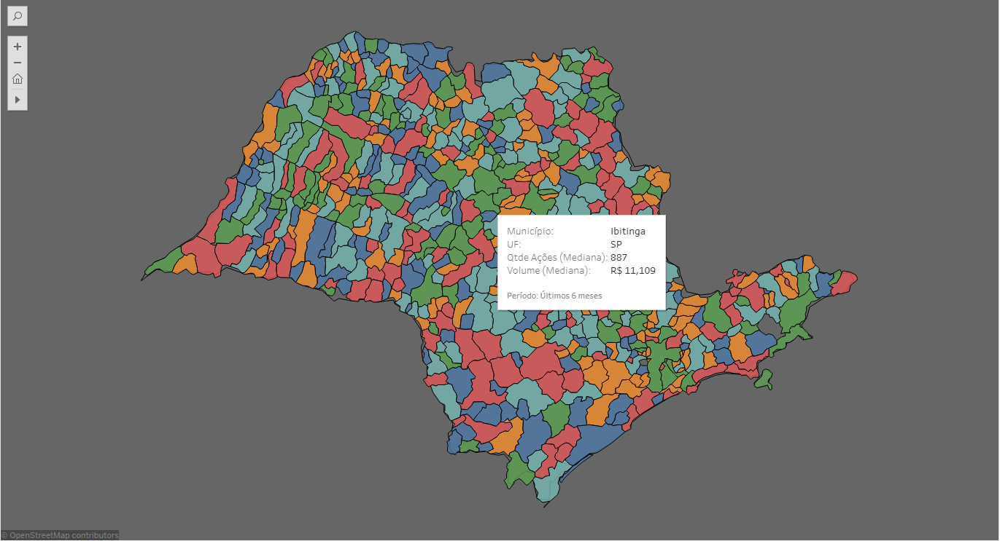 Município: Ibitinga
UF: SP
Qtde Ações (Mediana): 887
Volume (Mediana): R$ 11,109
Período: Últimos 6 meses
© OpenStreetMap contributors